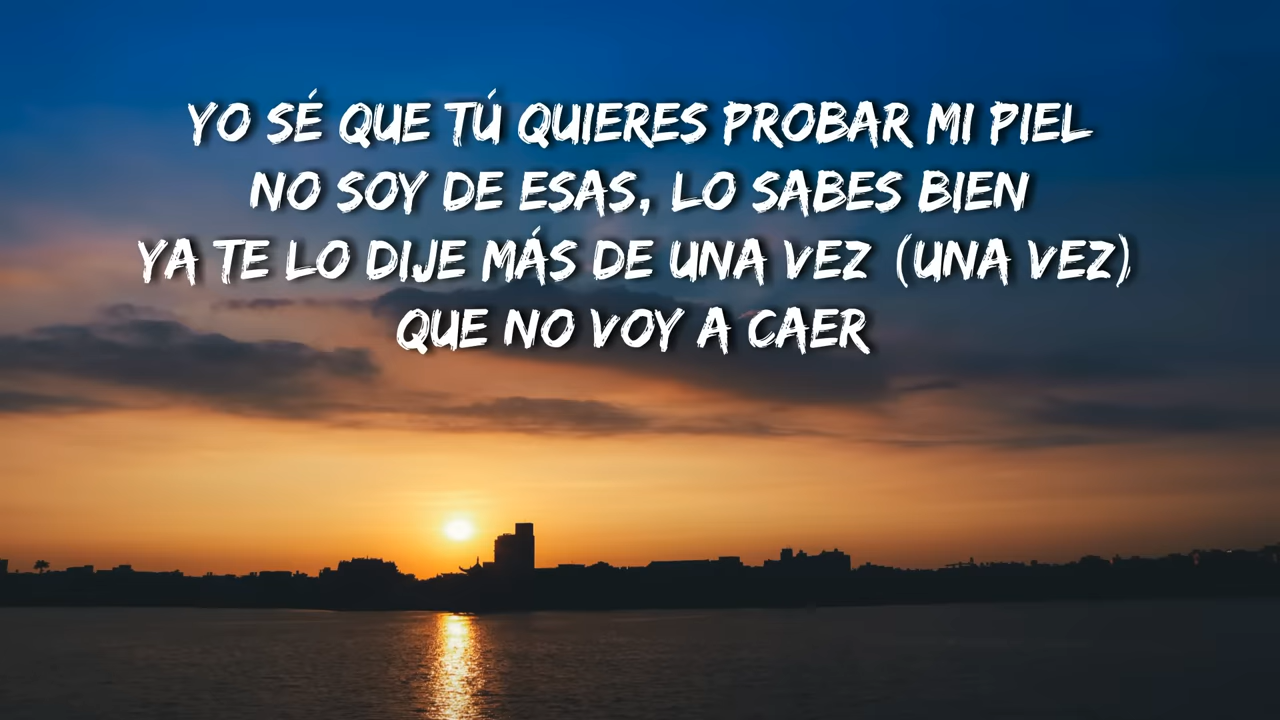 YO SÉ QUE TÚ QUIERES PROBAR MI PIEL
NO SOY DE ESAS, LO SABES BIEN
YA TE LO DIJE MÁS DE UNA VEZ (UNA VEZ)
QUE NO VOY A CAER